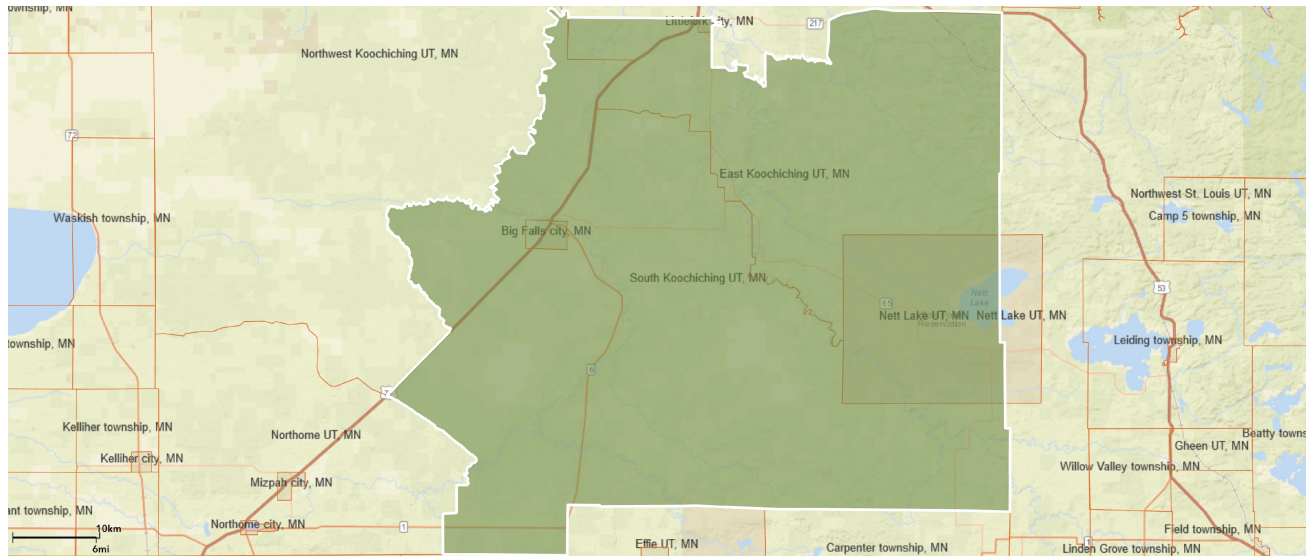 Littlefork city, MN
217
Northwest Koochiching UT, MN
72
East Koochiching UT, MN
Northwest St. Louis UT, MN
Camp 5 township, MN
Waskish township, MN
Big Falls city, MN
South Koochiching UT, MN
53
Nett
Lake
65
Nett Lake UT, MN
Nett Lake UT, MN
Reservation
Leiding township, MN
township, MN
6
7
Kelliher township, MN
Northome UT, MN
Beatty towns
Gheen UT, MN
Kelliher city, MN
Willow Valley township, MN
Mizpah city, MN
ant township, MN
Northome city, MN
1
10km
6mi
Field township, MN
1
Effie UT, MN
Carpenter township, MN
Linden Grove township, MN